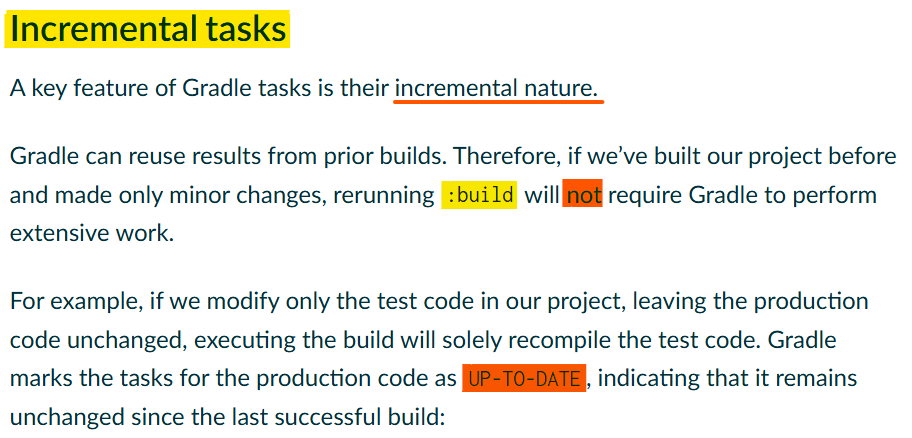 Incremental tasks
A key feature of Gradle tasks is their incremental nature.
Gradle can reuse results from prior builds. Therefore, if we’ve built our project before
and made only minor changes, rerunning :build will not require Gradle to perform
extensive work.
For example, if we modify only the test code in our project, leaving the production
code unchanged, executing the build will solely recompile the test code. Gradle
marks the tasks for the production code as UP-TO-DATE, indicating that it remains
unchanged since the last successful build: